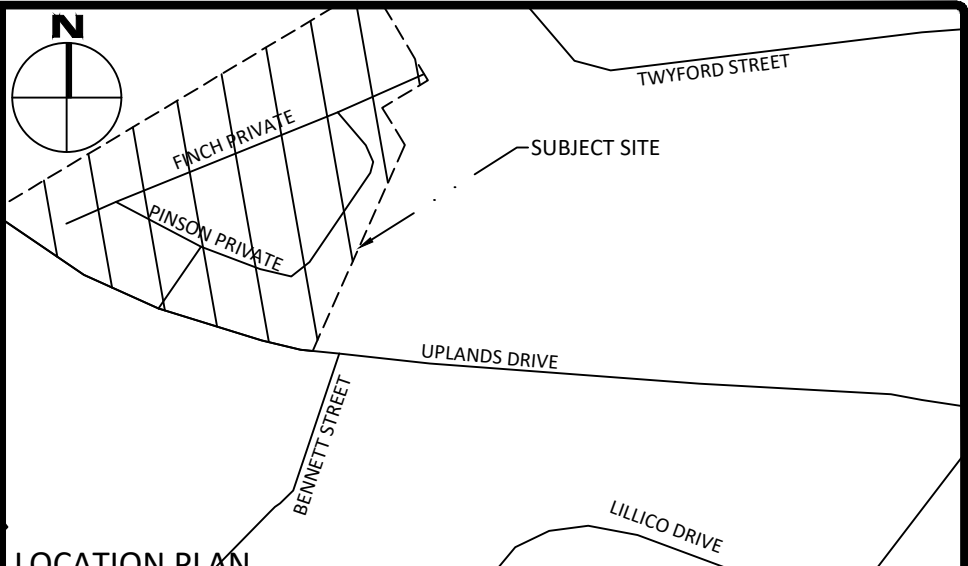 N
TWYFORD STREET
FINCH PRIVATE
SUBJECT SITE
PINSON PRIVATE
UPLANDS DRIVE
BENNETT STREET
LILLICO DRIVE
LOCATION PLAN